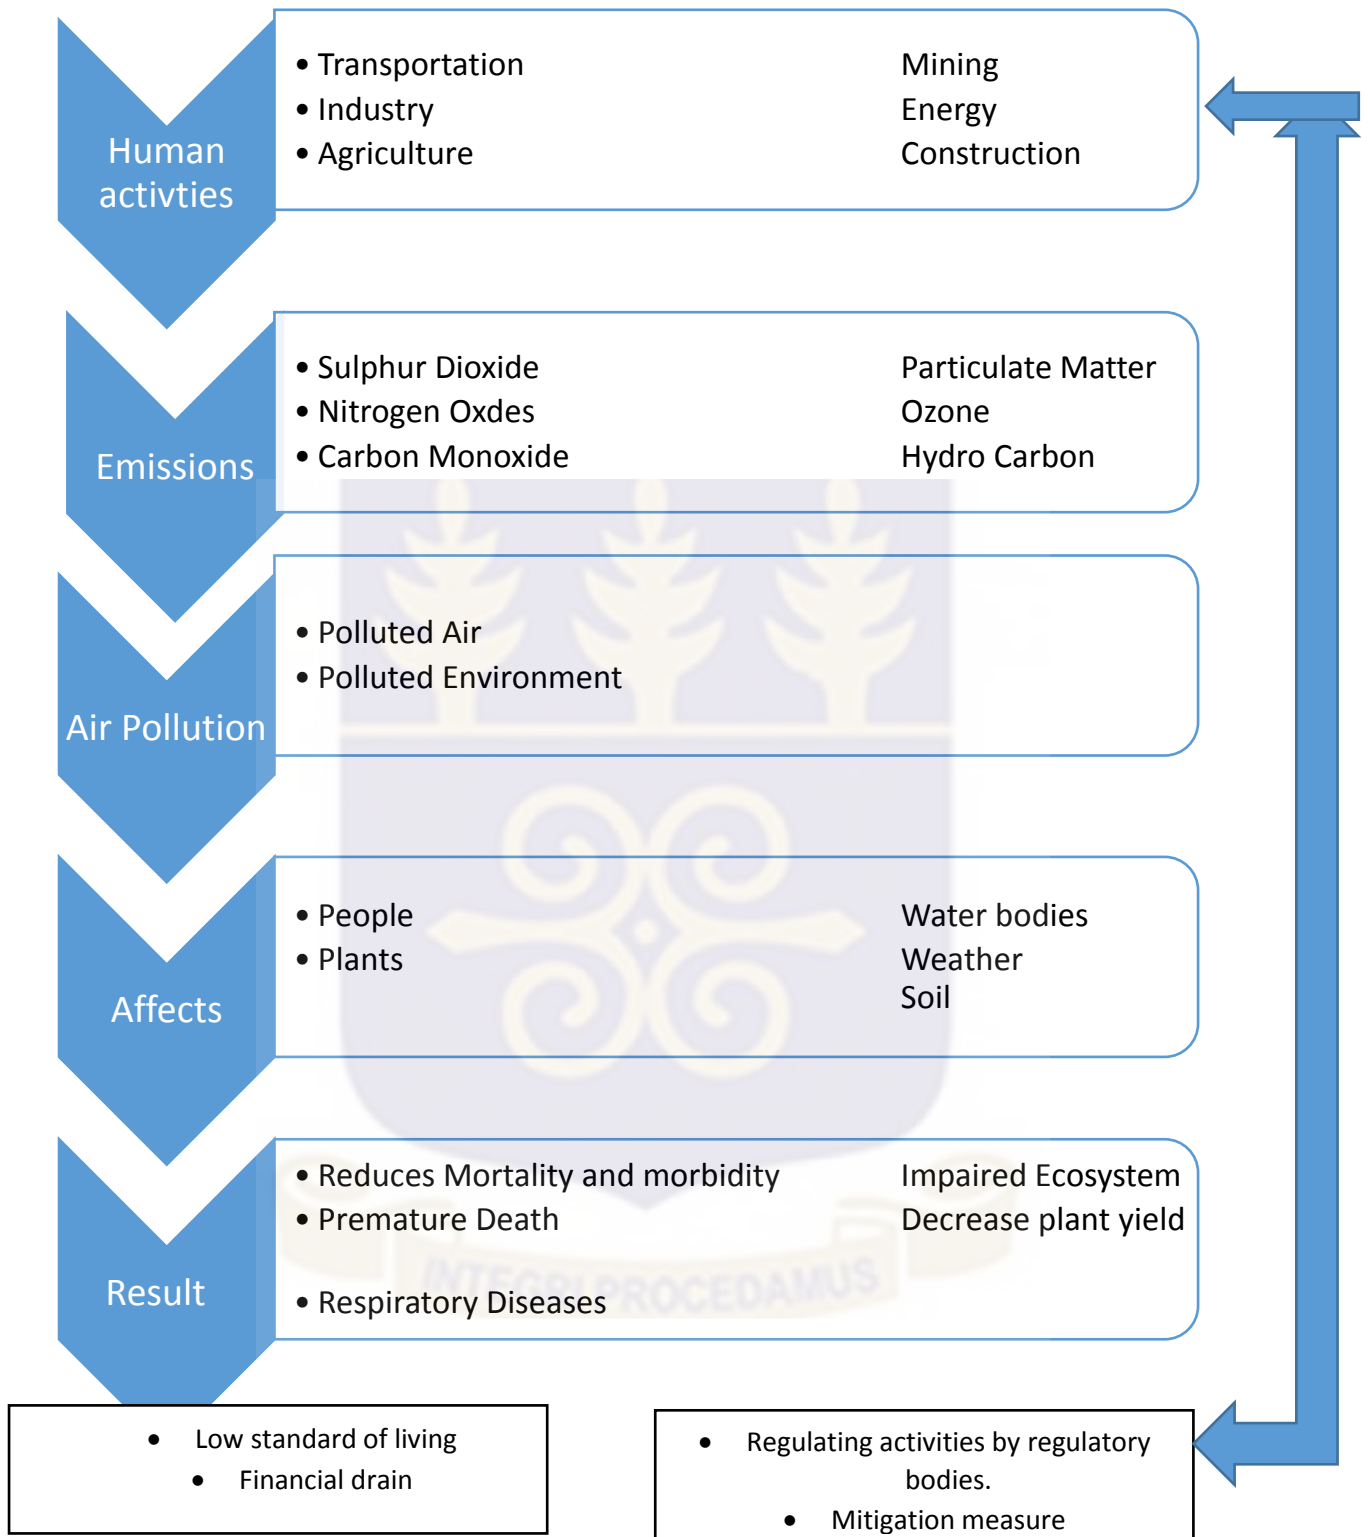 Human
activties
• Transportation Mining
• Industry Energy
• Agriculture Construction
Emissions
• Sulphur Dioxide Particulate Matter
• Nitrogen Oxdes Ozone
• Carbon Monoxide Hydro Carbon
Air Pollution
• Polluted Air
• Polluted Environment
Affects
• People Water bodies
• Plants Weather
Soil
Result
• Reduces Mortality and morbidity Impaired Ecosystem
• Premature Death Decrease plant yield
• Respiratory Diseases
INTEGRI PROCEDAMUS
• Low standard of living
• Financial drain
• Regulating activities by regulatory
bodies.
• Mitigation measure